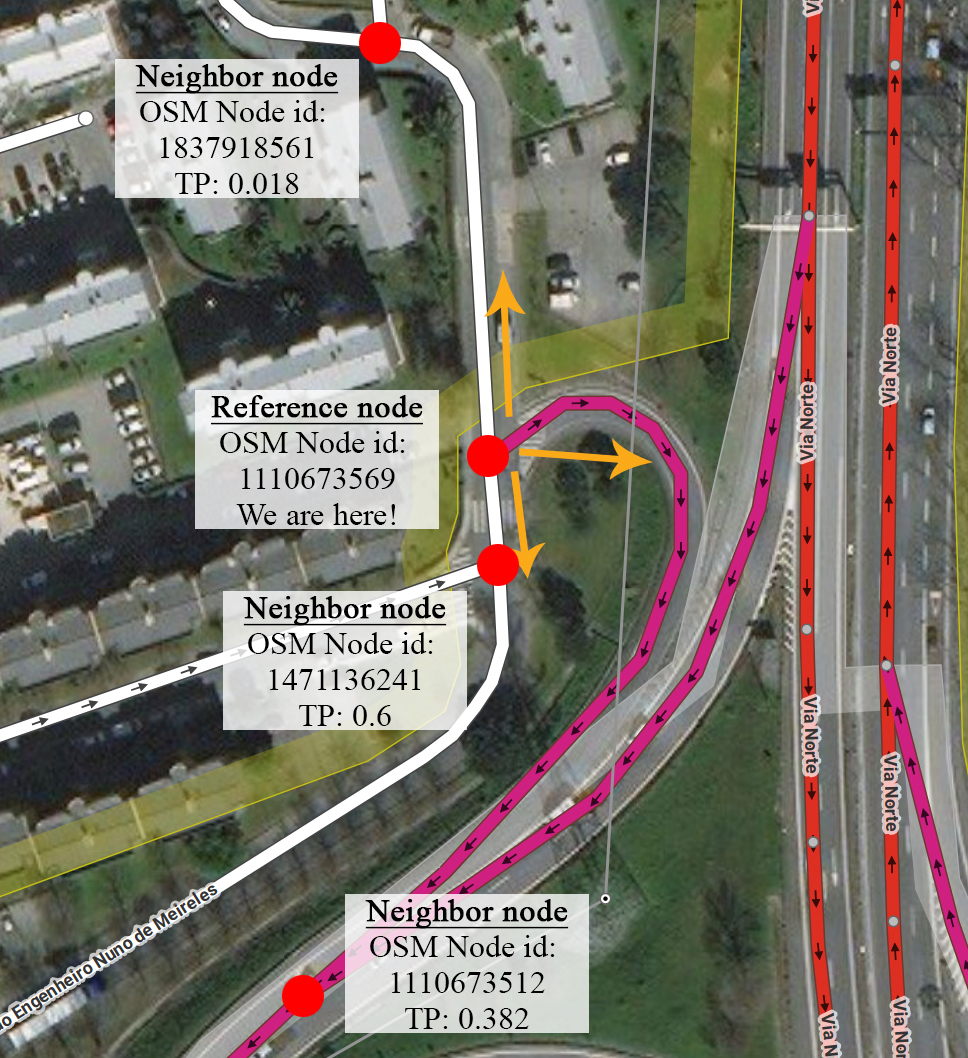 Neighbor node
OSM Node id:
1837918561
TP: 0.018
Via Norte
Via Norte
Reference node
OSM Node id:
1110673569
We are here!
Neighbor node
OSM Node id:
1471136241
TP: 0.6
Via Norte
Via Norte
o Engenheiro Nuno de Meireles
Neighbor node
OSM Node id:
1110673512
TP: 0.382
Via N
Via Nor